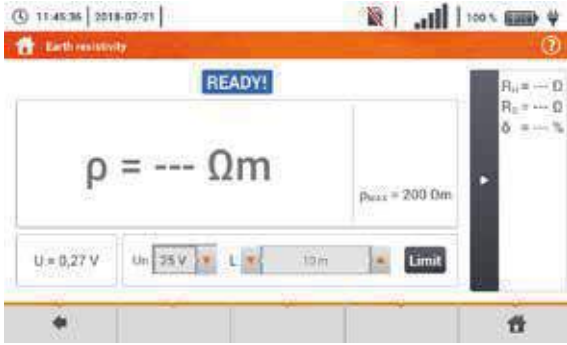 11:45:36 2018-07-21 100 %
Earth resistivity
READY!
ρ = --- Ωm
ρMAX = 200 Ωm
RH = --- Ω
RS = --- Ω
δ = --- %
U = 0,27 V
Un 25 V L 10 m Limit